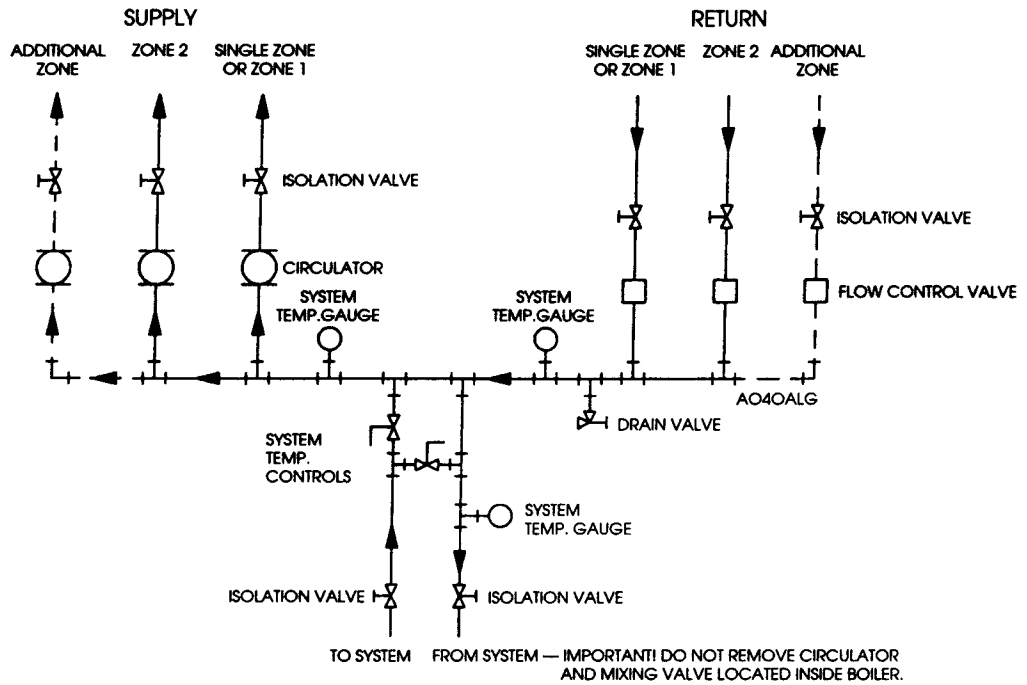 SUPPLY
RETURN
ADDITIONAL
ZONE
ZONE 2
SINGLE ZONE
OR ZONE 1
SINGLE ZONE
OR ZONE 1
ZONE 2
ADDITIONAL
ZONE
ISOLATION VALVE
ISOLATION VALVE
CIRCULATOR
FLOW CONTROL VALVE
SYSTEM
TEMP.GAUGE
SYSTEM
TEMP.GAUGE
AO4OALG
DRAIN VALVE
SYSTEM
TEMP.
CONTROLS
SYSTEM
TEMP. GAUGE
ISOLATION VALVE
ISOLATION VALVE
TO SYSTEM
FROM SYSTEM — IMPORTANT! DO NOT REMOVE CIRCULATOR
AND MIXING VALVE LOCATED INSIDE BOILER.